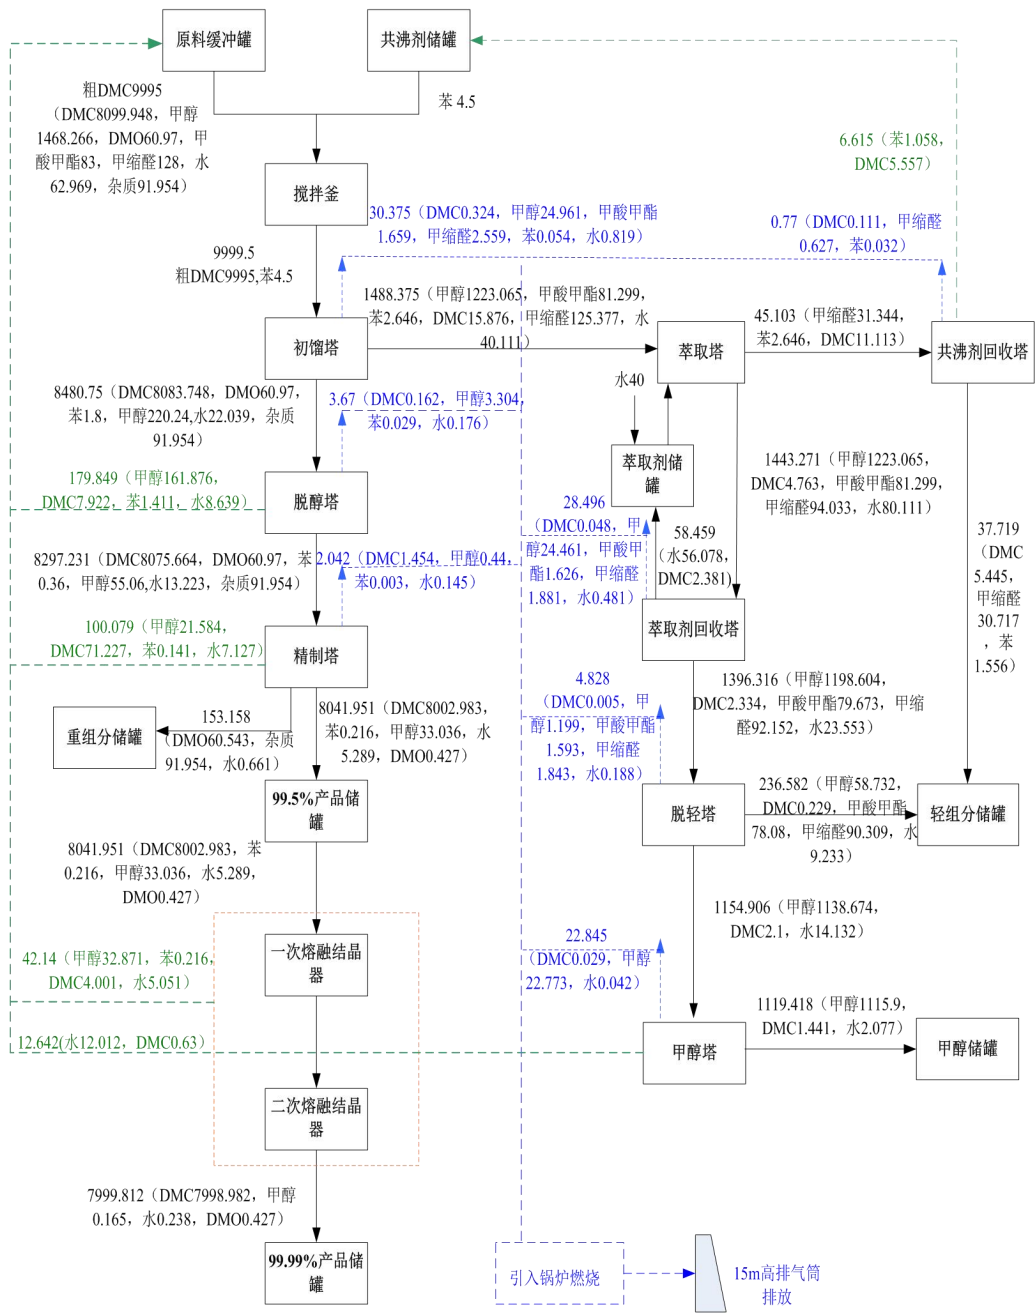 原料缓冲罐
共沸剂储罐
粗DMC9995
（DMC8099.948，甲醇
1468.266，DMO60.97，甲
酸甲酯83，甲缩醛128，水
62.969，杂质91.954）
苯 4.5
6.615（苯1.058，
DMC5.557）
搅拌釜
30.375（DMC0.324，甲醇24.961，甲酸甲酯
1.659，甲缩醛2.559，苯0.054，水0.819）
0.77（DMC0.111，甲缩醛
0.627，苯0.032）
9999.5
粗DMC9995,苯4.5
1488.375（甲醇1223.065，甲酸甲酯81.299，
苯2.646，DMC15.876，甲缩醛125.377，水
40.111）
45.103（甲缩醛31.344，
苯2.646，DMC11.113）
初馏塔
萃取塔
共沸剂回收塔
水40
8480.75（DMC8083.748，DMO60.97，
苯1.8，甲醇220.24,水22.039，杂质
91.954）
3.67（DMC0.162，甲醇3.304，
苯0.029，水0.176）
萃取剂储
罐
1443.271（甲醇1223.065，
DMC4.763，甲酸甲酯81.299，
甲缩醛94.033，水80.111）
179.849（甲醇161.876，
DMC7.922，苯1.411，水8.639）
脱醇塔
28.496
（DMC0.048，甲
醇24.461，甲酸甲
酯1.626，甲缩醛
1.881，水0.481）
58.459
（水56.078，
DMC2.381)
37.719
（DMC
5.445，
甲缩醛
30.717
，苯
1.556）
8297.231（DMC8075.664，DMO60.97，苯
0.36，甲醇55.06,水13.223，杂质91.954）
2.042（DMC1.454，甲醇0.44，
苯0.003，水0.145）
100.079（甲醇21.584，
DMC71.227，苯0.141，水7.127）
精制塔
萃取剂回收塔
4.828
（DMC0.005，甲
醇1.199，甲酸甲酯
1.593，甲缩醛
1.843，水0.188）
1396.316（甲醇1198.604，
DMC2.334，甲酸甲酯79.673，甲缩
醛92.152，水23.553）
重组分储罐
153.158
（DMO60.543，杂质
91.954，水0.661）
8041.951（DMC8002.983，
苯0.216，甲醇33.036，水
5.289，DMO0.427）
99.5%产品储
罐
脱轻塔
236.582（甲醇58.732，
DMC0.229，甲酸甲酯
78.08，甲缩醛90.309，水
9.233）
轻组分储罐
8041.951（DMC8002.983，苯
0.216，甲醇33.036，水5.289，
DMO0.427）
1154.906（甲醇1138.674，
DMC2.1，水14.132）
42.14（甲醇32.871，苯0.216，
DMC4.001，水5.051）
一次熔融结晶
器
22.845
（DMC0.029，甲醇
22.773，水0.042）
1119.418（甲醇1115.9，
DMC1.441，水2.077）
12.642(水12.012，DMC0.63）
甲醇塔
甲醇储罐
二次熔融结晶
器
7999.812（DMC7998.982，甲醇
0.165，水0.238，DMO0.427）
99.99%产品储
罐
引入锅炉燃烧
15m高排气筒
排放